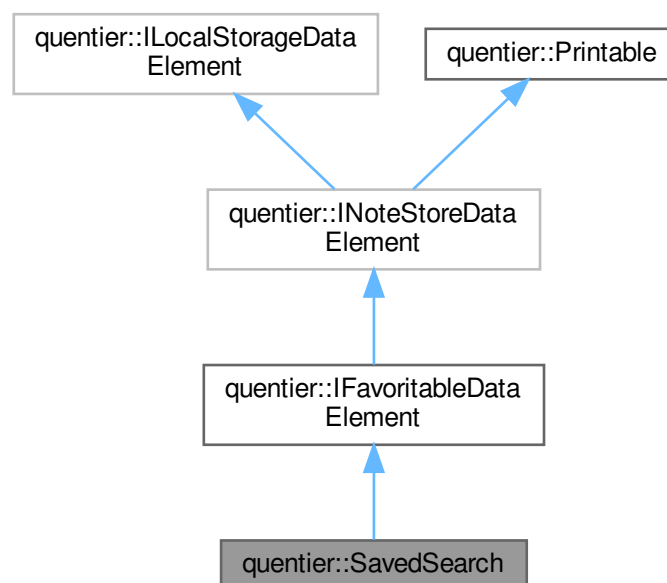 quentier::ILocalStorageData
Element
quentier::Printable
quentier::INoteStoreData
Element
quentier::IFavoritableData
Element
quentier::SavedSearch